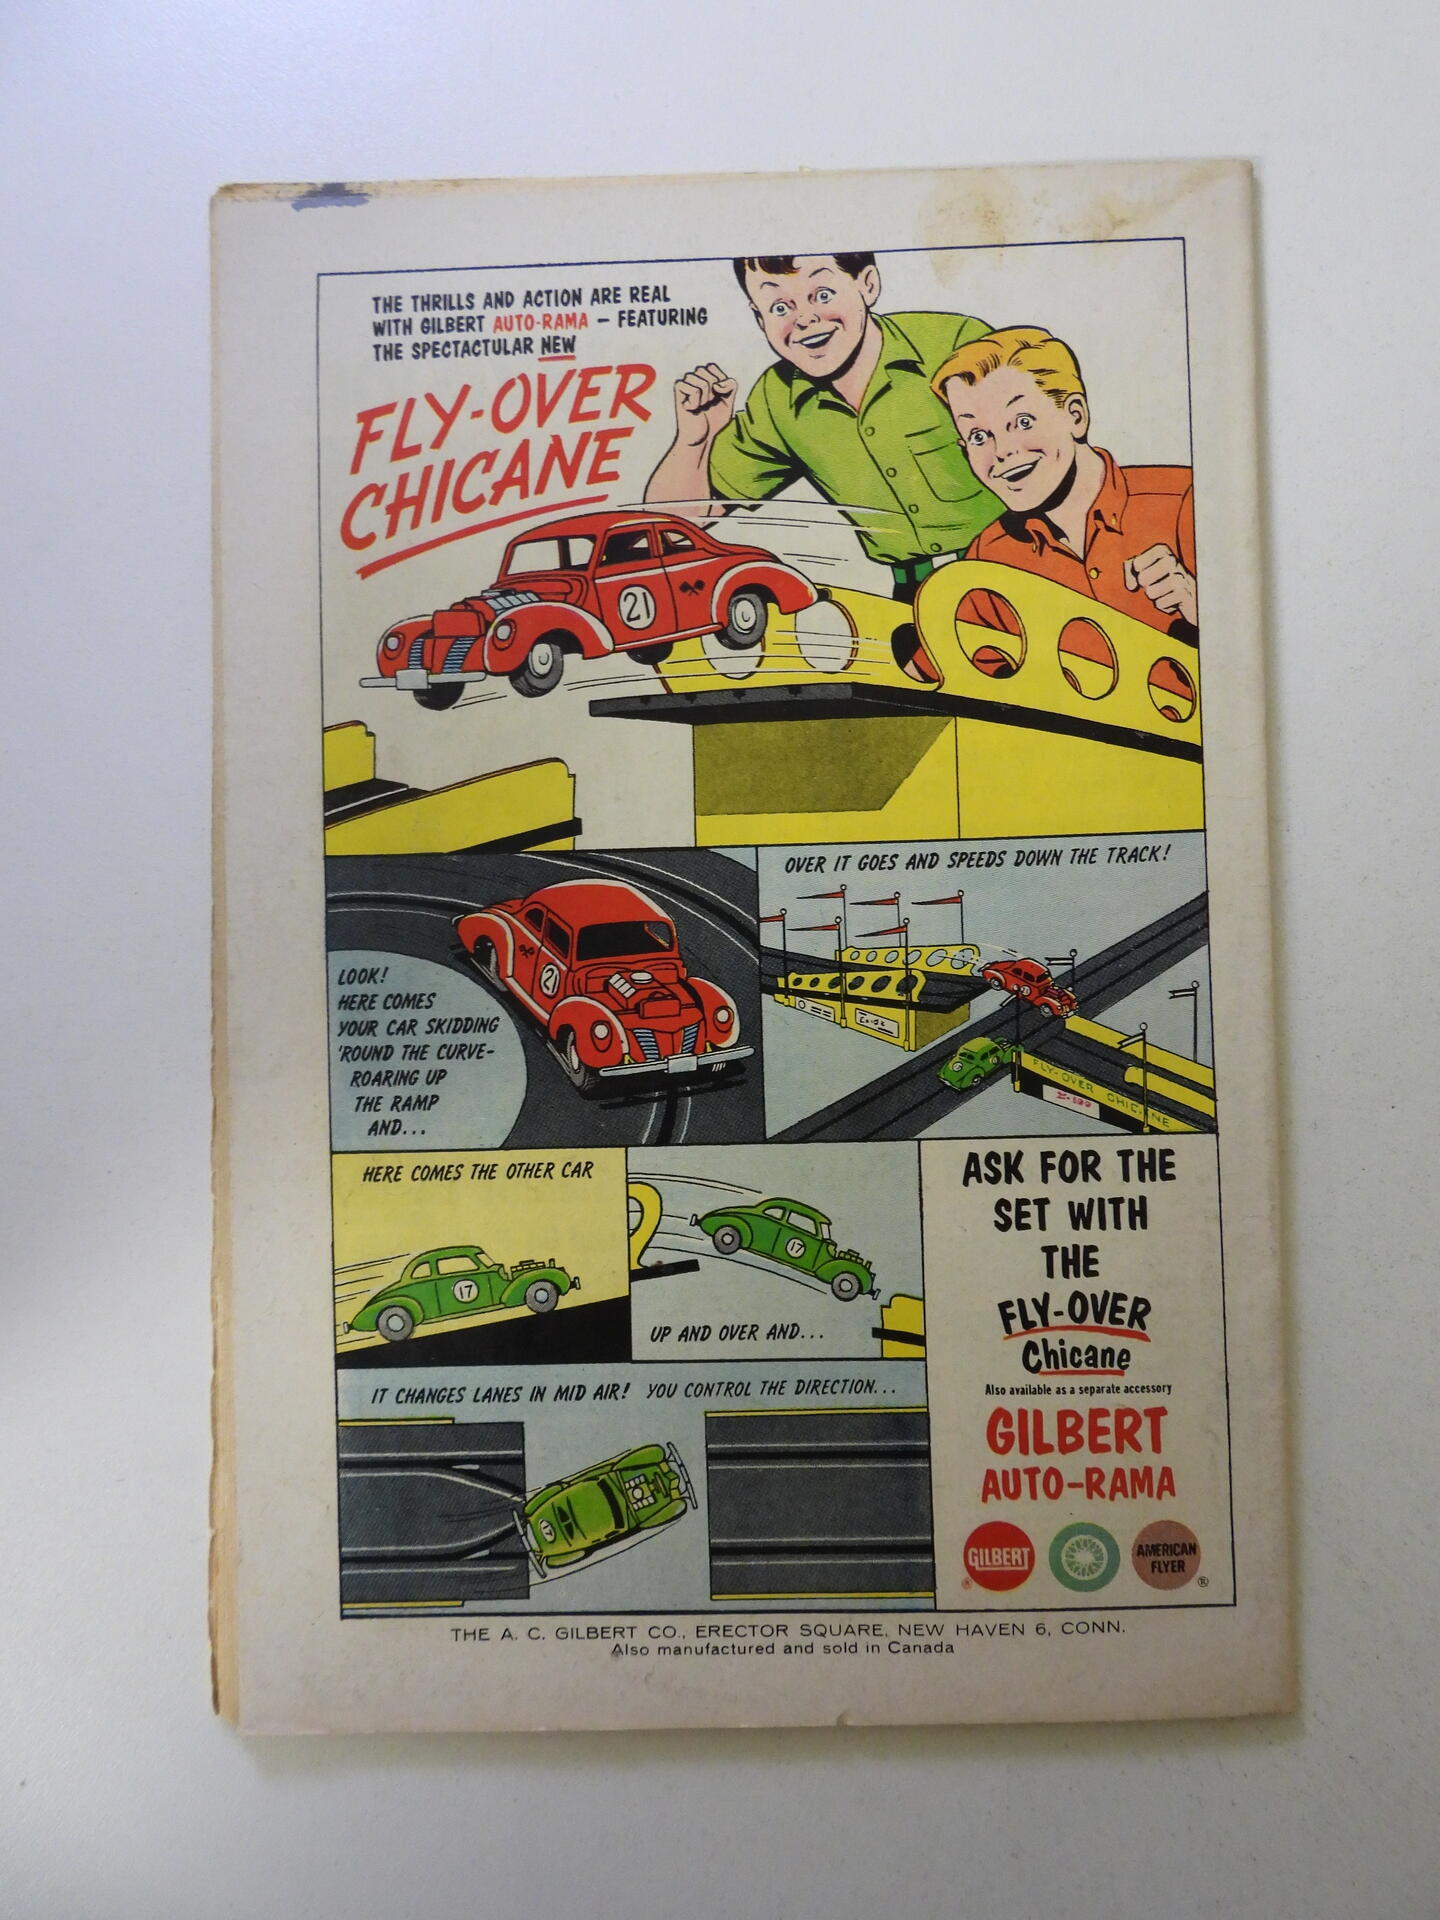 THE THRILLS AND ACTION ARE REAL
WITH GILBERT AUTO-RAMA – FEATURING
THE SPECTACTULAR NEW
FLY-OVER
CHICANE
21
LOOK!
HERE COMES
YOUR CAR SKIDDING
'ROUND THE CURVE-
ROARING UP
THE RAMP
AND...
21
OVER IT GOES AND SPEEDS DOWN THE TRACK!
21
FLY-OVER CHICANE
HERE COMES THE OTHER CAR
17
UP AND OVER AND...
17
IT CHANGES LANES IN MID AIR! YOU CONTROL THE DIRECTION...
17
ASK FOR THE
SET WITH
THE
FLY-OVER
Chicane
Also available as a separate accessory
GILBERT
AUTO-RAMA
GILBERT
®
AMERICAN
FLYER
®
THE A. C. GILBERT CO., ERECTOR SQUARE, NEW HAVEN 6, CONN.
Also manufactured and sold in Canada